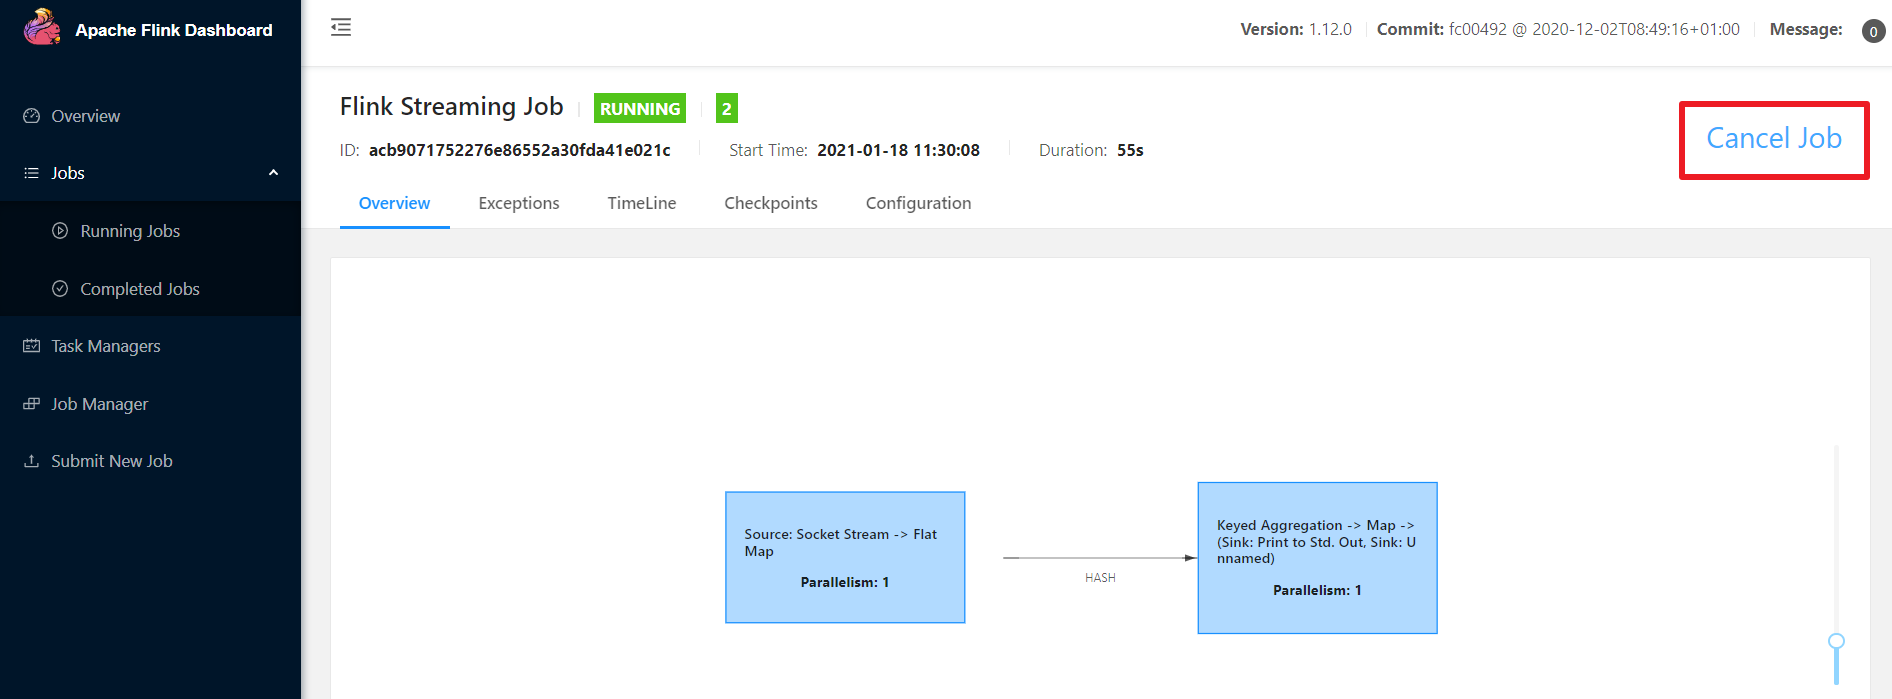 Apache Flink Dashboard
Version: 1.12.0 Commit: fc00492 @ 2020-12-02T08:49:16+01:00 Message: 0
Overview
Jobs
Running Jobs
Completed Jobs
Task Managers
Job Manager
Submit New Job
Flink Streaming Job RUNNING 2
Cancel Job
ID: acb9071752276e86552a30fda41e021c Start Time: 2021-01-18 11:30:08 Duration: 55s
Overview Exceptions TimeLine Checkpoints Configuration
Source: Socket Stream -> Flat
Map
Parallelism: 1
HASH
Keyed Aggregation -> Map ->
(Sink: Print to Std. Out, Sink: U
nnamed)
Parallelism: 1